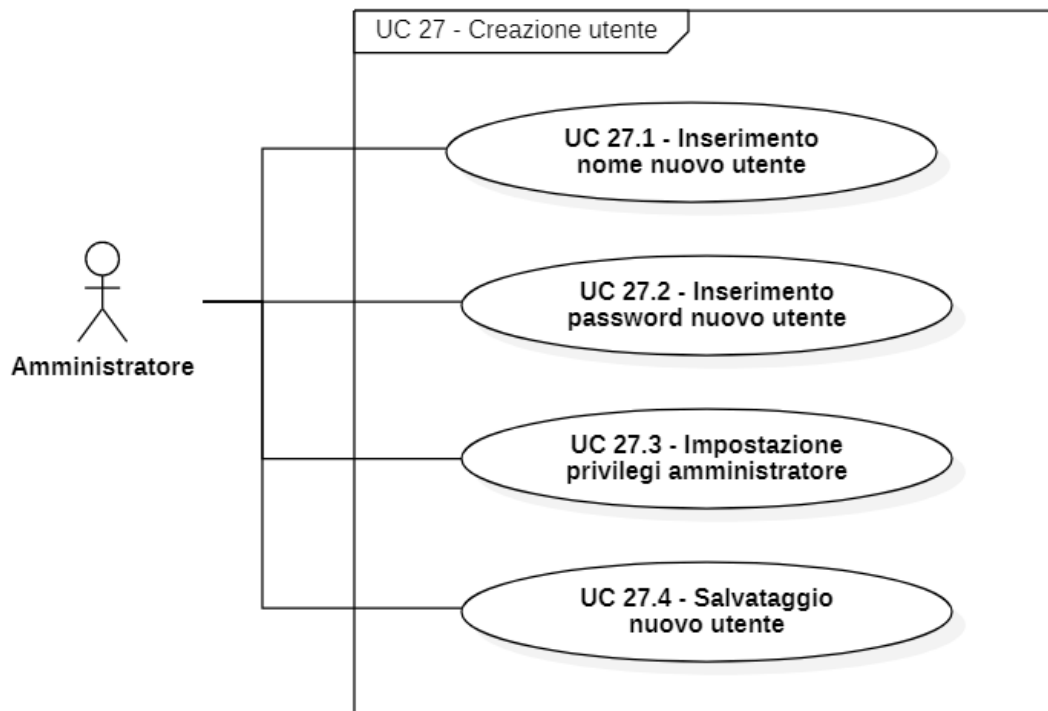 UC 27 - Creazione utente
UC 27.1 - Inserimento
nome nuovo utente
UC 27.2 - Inserimento
password nuovo utente
Amministratore
UC 27.3 - Impostazione
privilegi amministratore
UC 27.4 - Salvataggio
nuovo utente